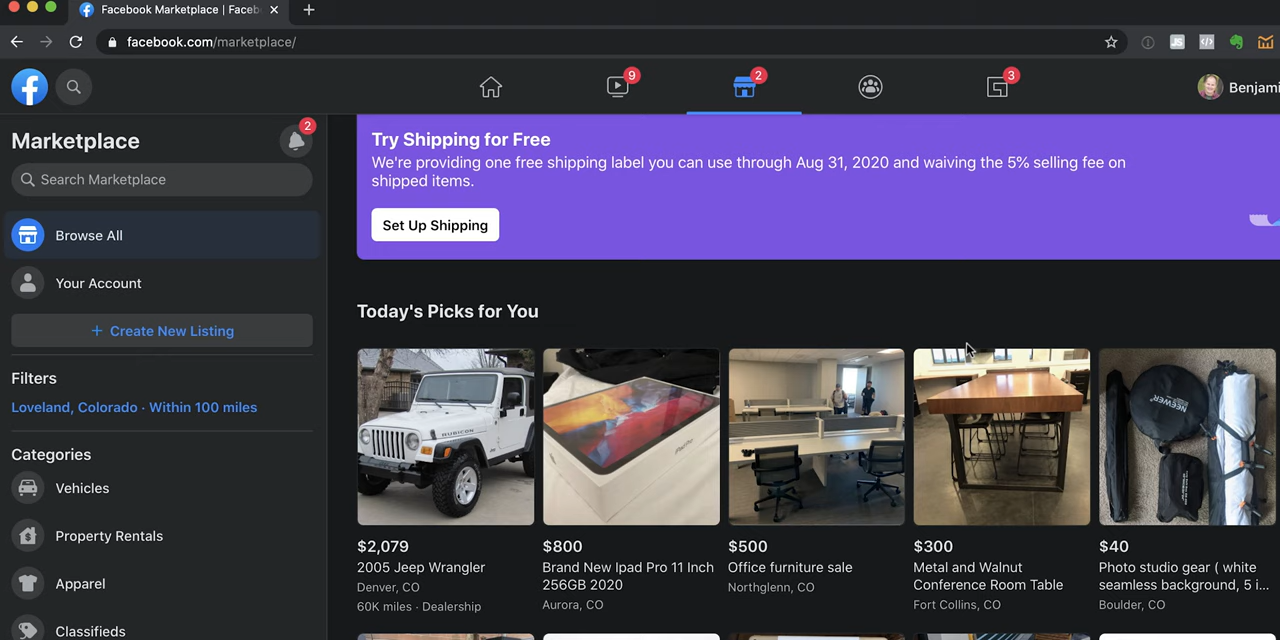 Facebook Marketplace | Faceb
facebook.com/marketplace/
9
2
3
Benjami
Marketplace
2
Search Marketplace
Browse All
Your Account
+ Create New Listing
Filters
Loveland, Colorado · Within 100 miles
Categories
Vehicles
Property Rentals
Apparel
Classifieds
Try Shipping for Free
We're providing one free shipping label you can use through Aug 31, 2020 and waiving the 5% selling fee on
shipped items.
Set Up Shipping
Today's Picks for You
RUBICON
iPad Pro
NEEWER
$2,079
2005 Jeep Wrangler
Denver, CO
60K miles · Dealership
$800
Brand New Ipad Pro 11 Inch
256GB 2020
Aurora, CO
$500
Office furniture sale
Northglenn, CO
$300
Metal and Walnut
Conference Room Table
Fort Collins, CO
$40
Photo studio gear ( white
seamless background, 5 i...
Boulder, CO